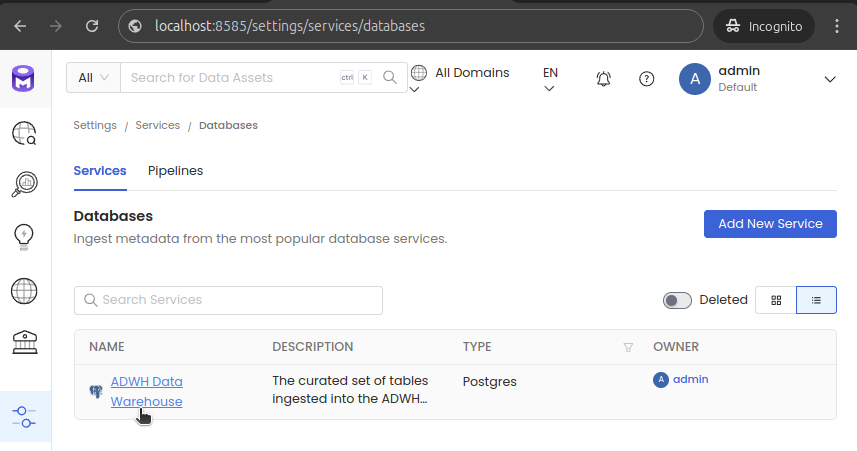 localhost:8585/settings/services/databases
Incognito
All
Search for Data Assets
ctrl K
All Domains
EN
A
admin
Default
Settings / Services / Databases
Services
Pipelines
Databases
Ingest metadata from the most popular database services.
Add New Service
Search Services
Deleted
NAME DESCRIPTION TYPE OWNER
ADWH Data
Warehouse
The curated set of tables
ingested into the ADWH...
Postgres
A admin